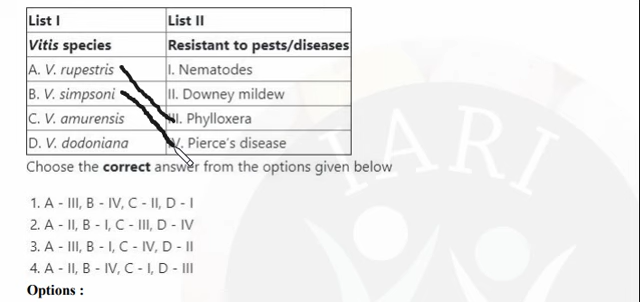 List I List II
Vitis species Resistant to pests/diseases
A. V. rupestris I. Nematodes
B. V. simpsoni II. Downey mildew
C. V. amurensis III. Phylloxera
D. V. dodoniana IV. Pierce's disease
Choose the correct answer from the options given below
1. A - III, B - IV, C - II, D - I
2. A - II, B - I, C - III, D - IV
3. A - III, B - I, C - IV, D - II
4. A - II, B - IV, C - I, D - III
Options :
IARI